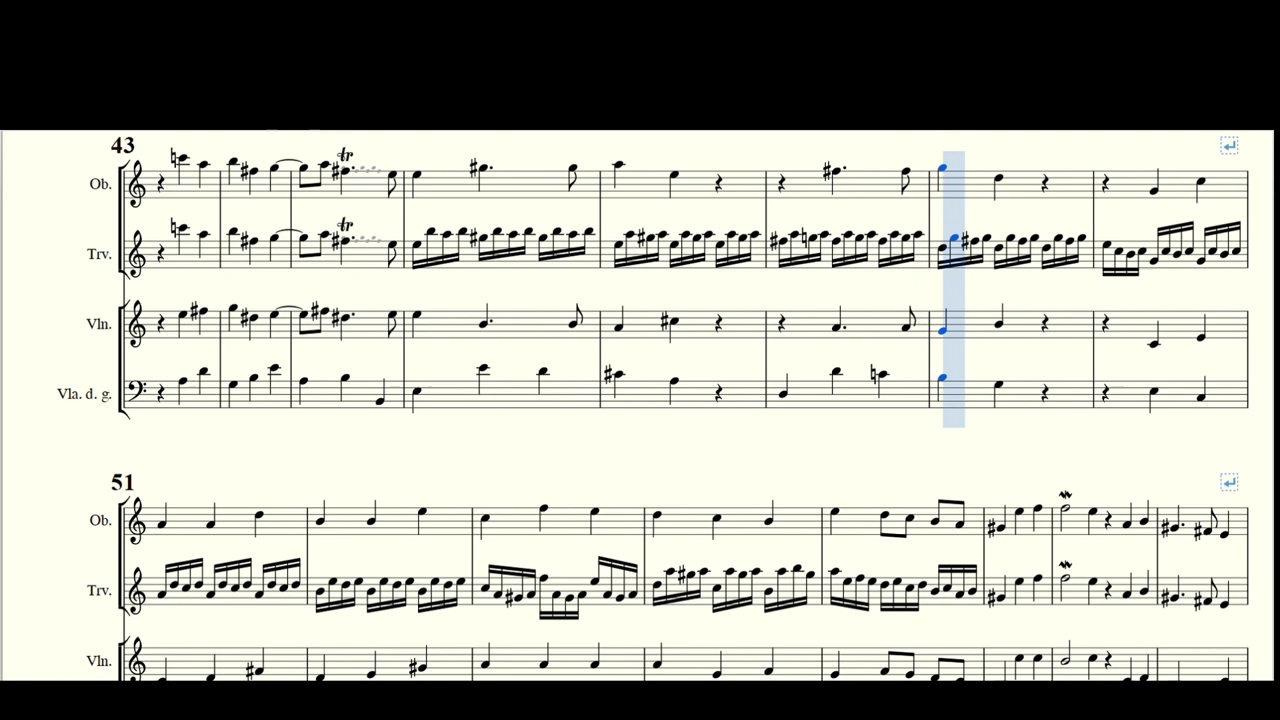 43
Ob.
tr
Trv.
tr
Vln.
Vla. d. g.
51
Ob.
Trv.
Vln.